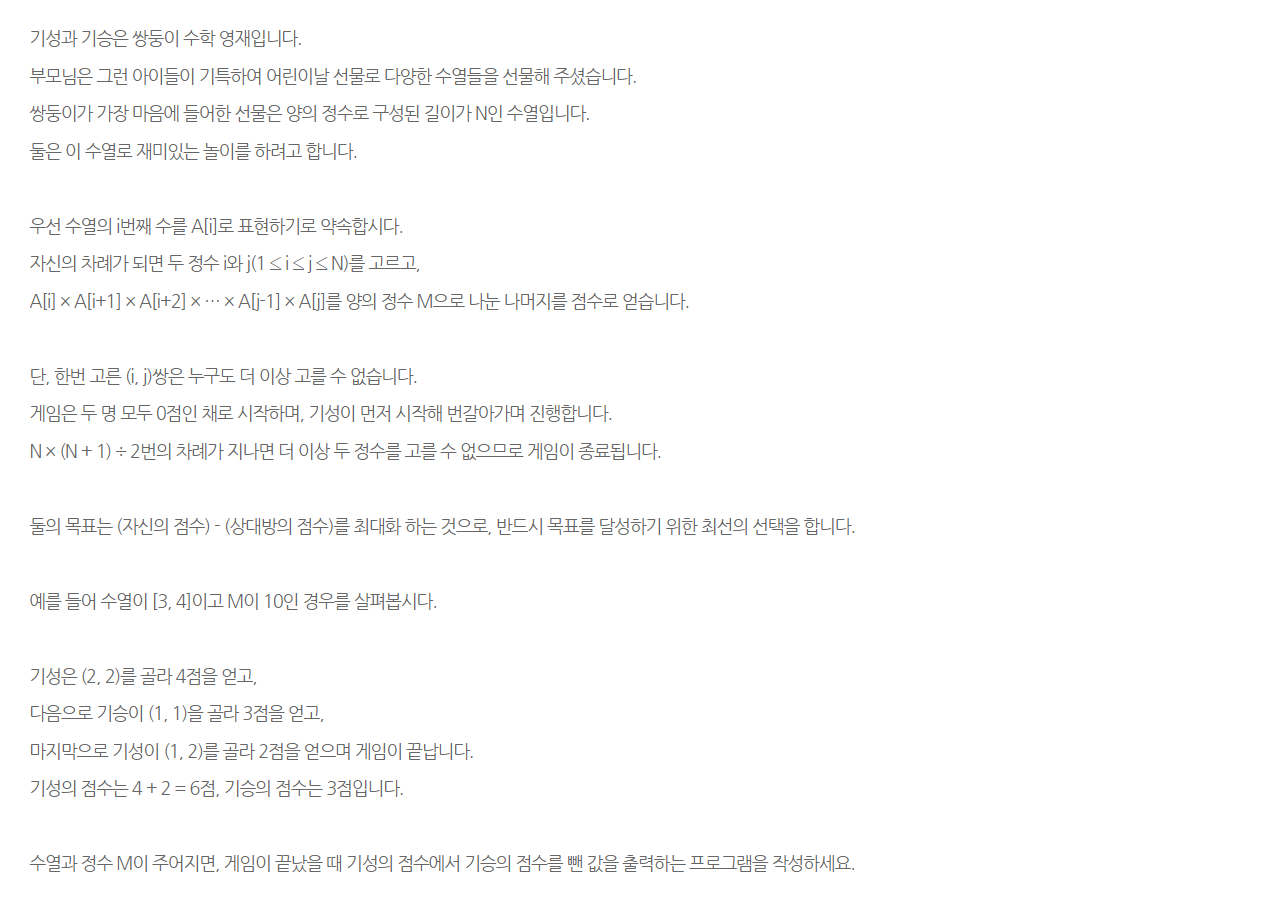 기성과 기승은 쌍둥이 수학 영재입니다.
부모님은 그런 아이들이 기특하여 어린이날 선물로 다양한 수열들을 선물해 주셨습니다.
쌍둥이가 가장 마음에 들어한 선물은 양의 정수로 구성된 길이가 N인 수열입니다.
둘은 이 수열로 재미있는 놀이를 하려고 합니다.
우선 수열의 i번째 수를 A[i]로 표현하기로 약속합시다.
자신의 차례가 되면 두 정수 i와 j(1 ≤ i ≤ j ≤ N)를 고르고,
A[i] × A[i+1] × A[i+2] × ⋯ × A[j-1] × A[j]를 양의 정수 M으로 나눈 나머지를 점수로 얻습니다.
단, 한번 고른 (i, j)쌍은 누구도 더 이상 고를 수 없습니다.
게임은 두 명 모두 0점인 채로 시작하며, 기성이 먼저 시작해 번갈아가며 진행합니다.
N × (N + 1) ÷ 2번의 차례가 지나면 더 이상 두 정수를 고를 수 없으므로 게임이 종료됩니다.
둘의 목표는 (자신의 점수) - (상대방의 점수)를 최대화 하는 것으로, 반드시 목표를 달성하기 위한 최선의 선택을 합니다.
예를 들어 수열이 [3, 4]이고 M이 10인 경우를 살펴봅시다.
기성은 (2, 2)를 골라 4점을 얻고,
다음으로 기승이 (1, 1)을 골라 3점을 얻고,
마지막으로 기성이 (1, 2)를 골라 2점을 얻으며 게임이 끝납니다.
기성의 점수는 4 + 2 = 6점, 기승의 점수는 3점입니다.
수열과 정수 M이 주어지면, 게임이 끝났을 때 기성의 점수에서 기승의 점수를 뺀 값을 출력하는 프로그램을 작성하세요.